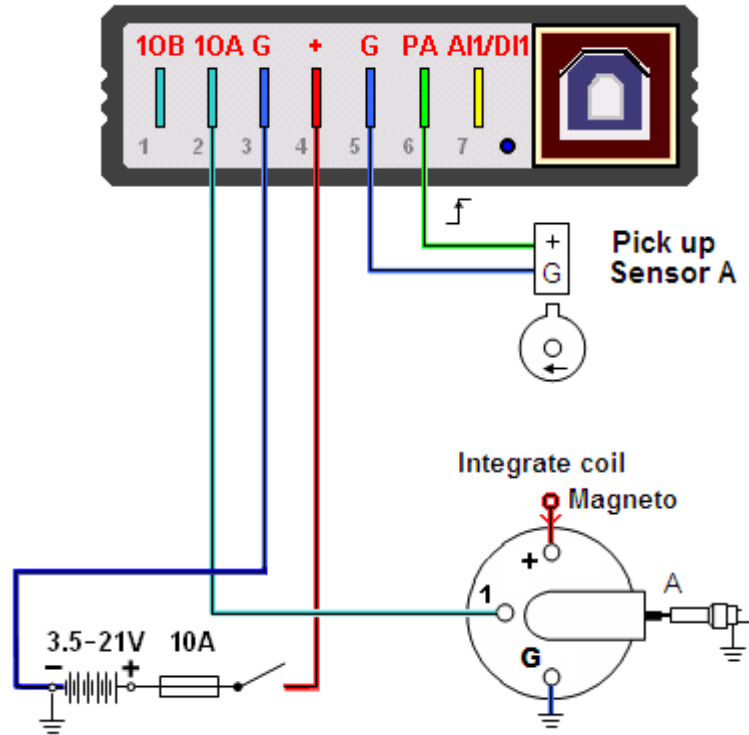 10B 10A G + G PA AI1/DI1
1 2 3 4 5 6 7
+
G
Pick up
Sensor A
Integrate coil
Magneto
+
1
A
G
3.5-21V 10A
- +